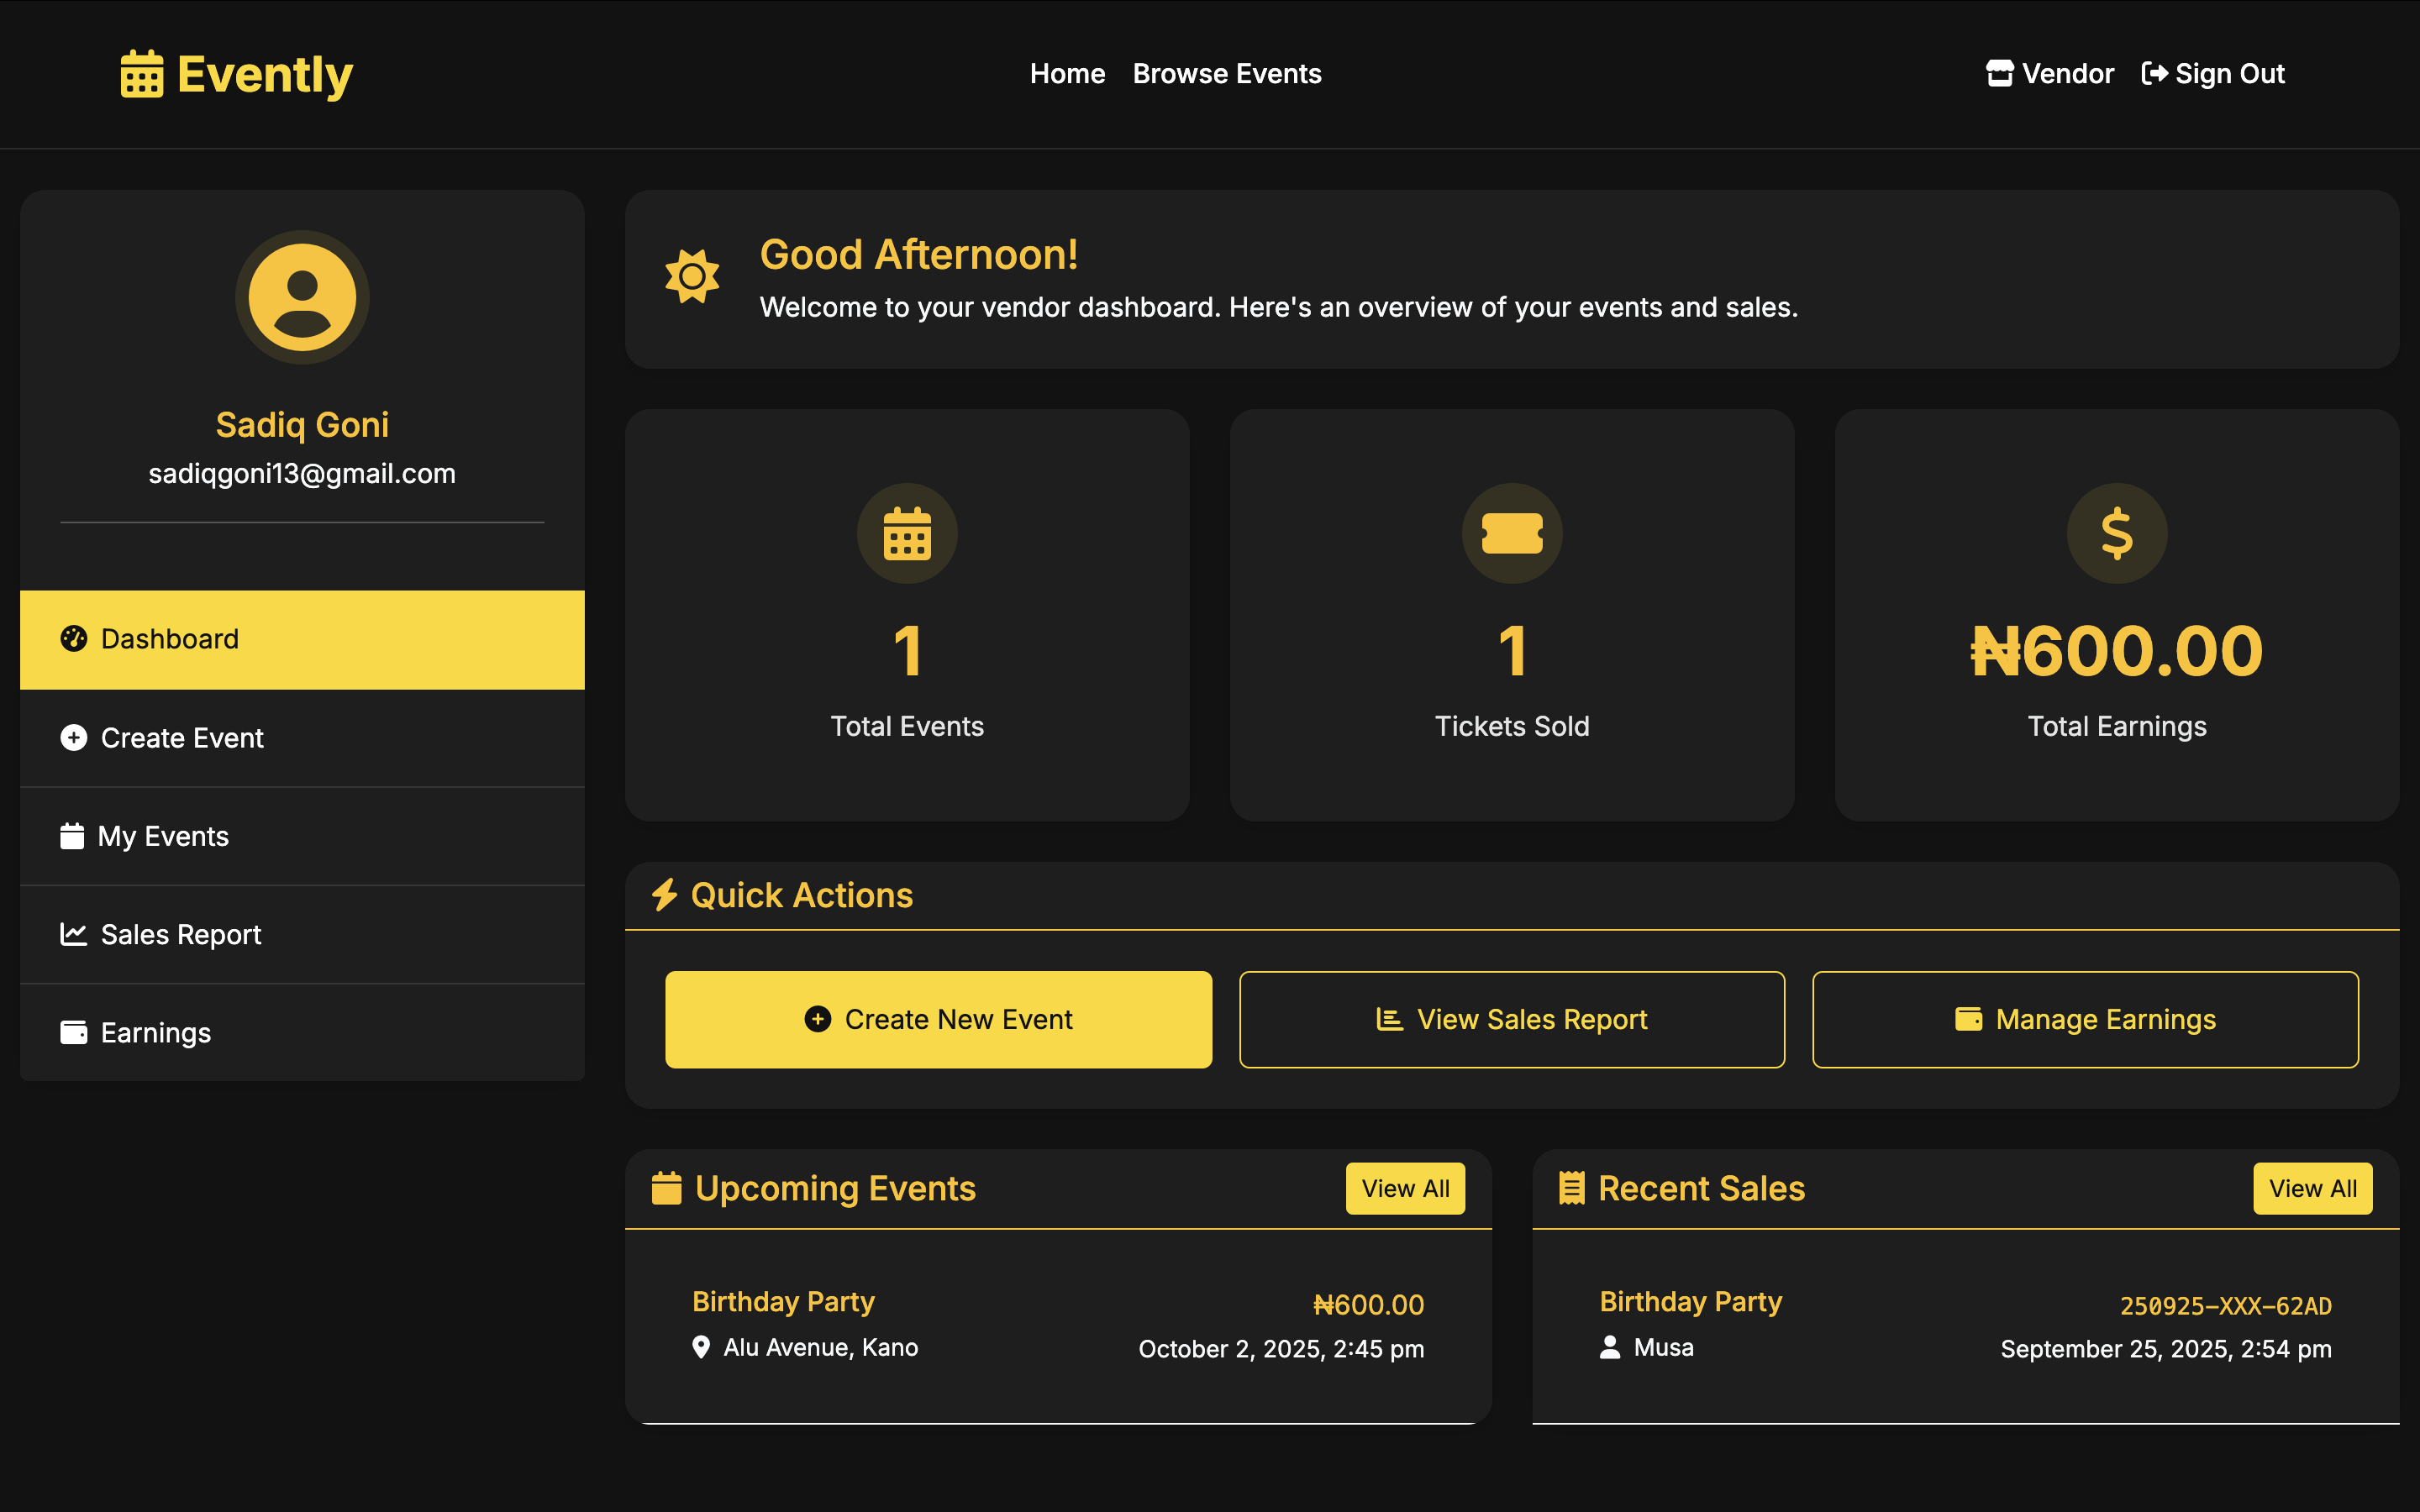 Evently
Home Browse Events
Vendor Sign Out
Sadiq Goni
sadiqgoni13@gmail.com
Dashboard
Create Event
My Events
Sales Report
Earnings
Good Afternoon!
Welcome to your vendor dashboard. Here's an overview of your events and sales.
1
Total Events
1
Tickets Sold
₦600.00
Total Earnings
Quick Actions
Create New Event
View Sales Report
Manage Earnings
Upcoming Events
View All
Birthday Party
₦600.00
Alu Avenue, Kano
October 2, 2025, 2:45 pm
Recent Sales
View All
Birthday Party
250925-XXX-62AD
Musa
September 25, 2025, 2:54 pm